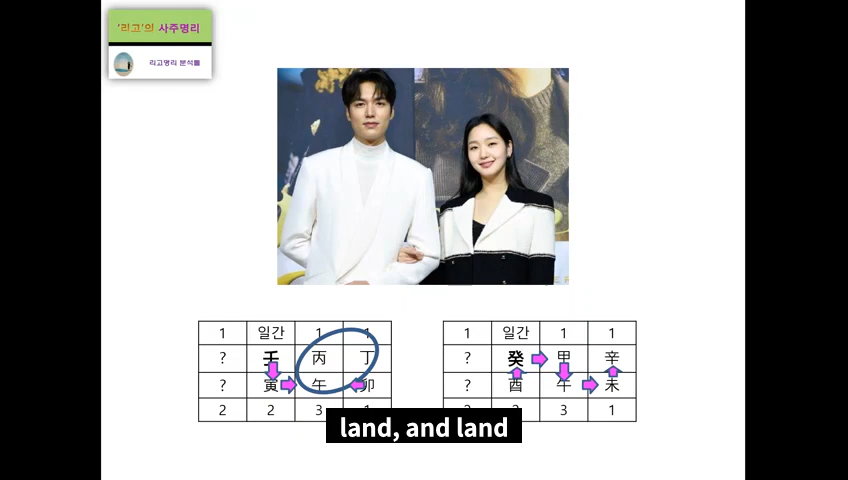 '리고'의 사주명리
리고명리 분석틀
1 일간 1 1
? 壬 丙 丁
? 寅 午 卯
2 2 3 1
1 일간 1 1
? 癸 甲 辛
? 酉 午 未
2 2 3 1
land, and land